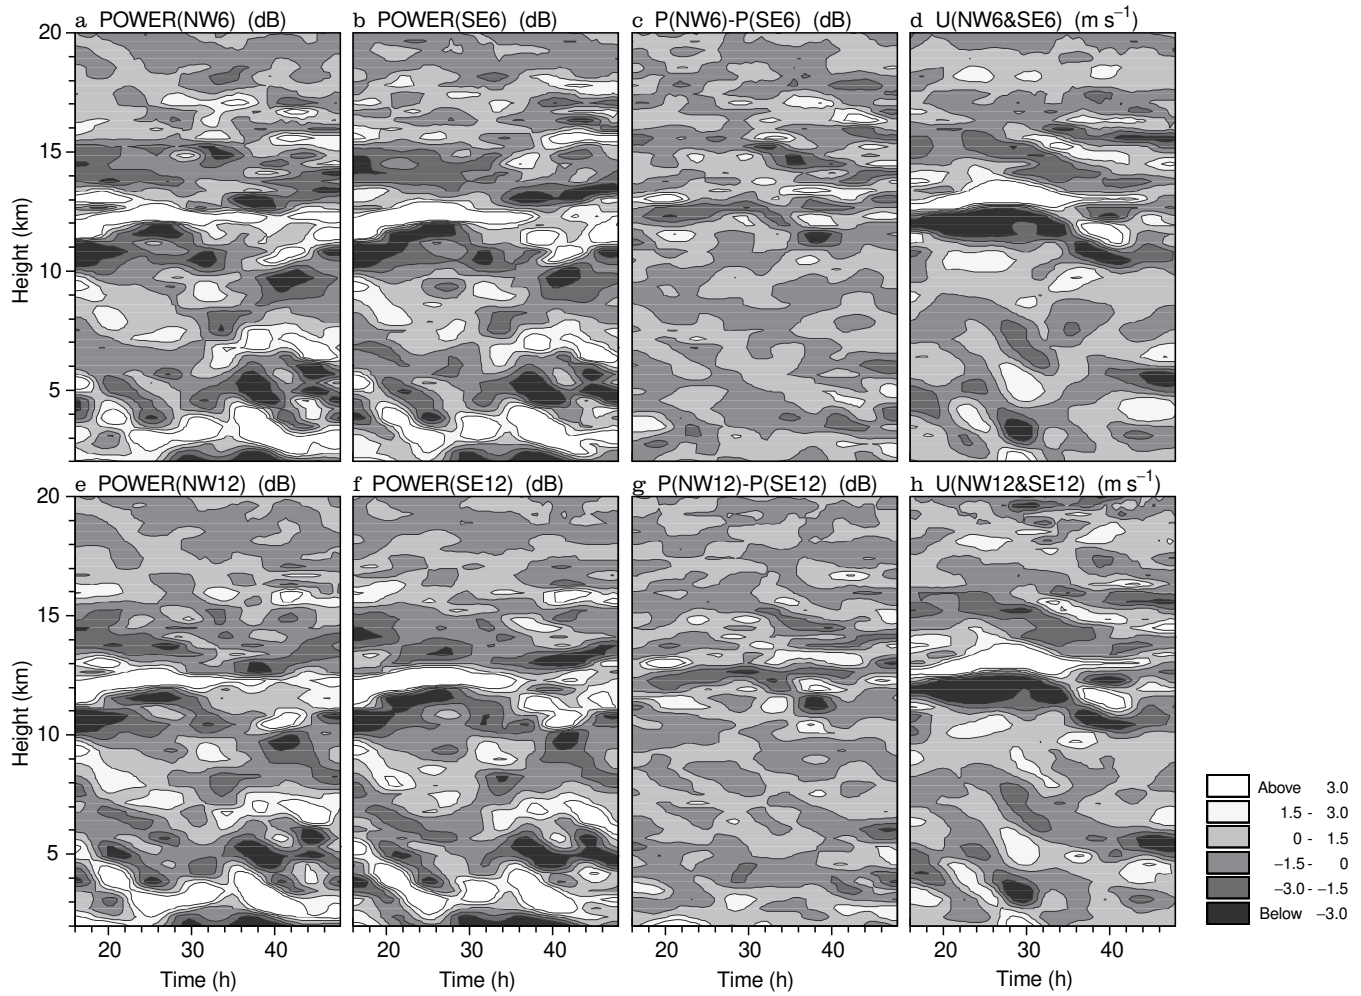 a POWER(NW6) (dB) b POWER(SE6) (dB) c P(NW6)-P(SE6) (dB) d U(NW6&SE6) (m s⁻¹)
20
15
10
5
Height (km)
e POWER(NW12) (dB) f POWER(SE12) (dB) g P(NW12)-P(SE12) (dB) h U(NW12&SE12) (m s⁻¹)
20
15
10
5
Height (km)
20 30 40 20 30 40 20 30 40 20 30 40
Time (h) Time (h) Time (h) Time (h)
Above 3.0
1.5 - 3.0
0 - 1.5
−1.5 - 0
−3.0 - −1.5
Below −3.0